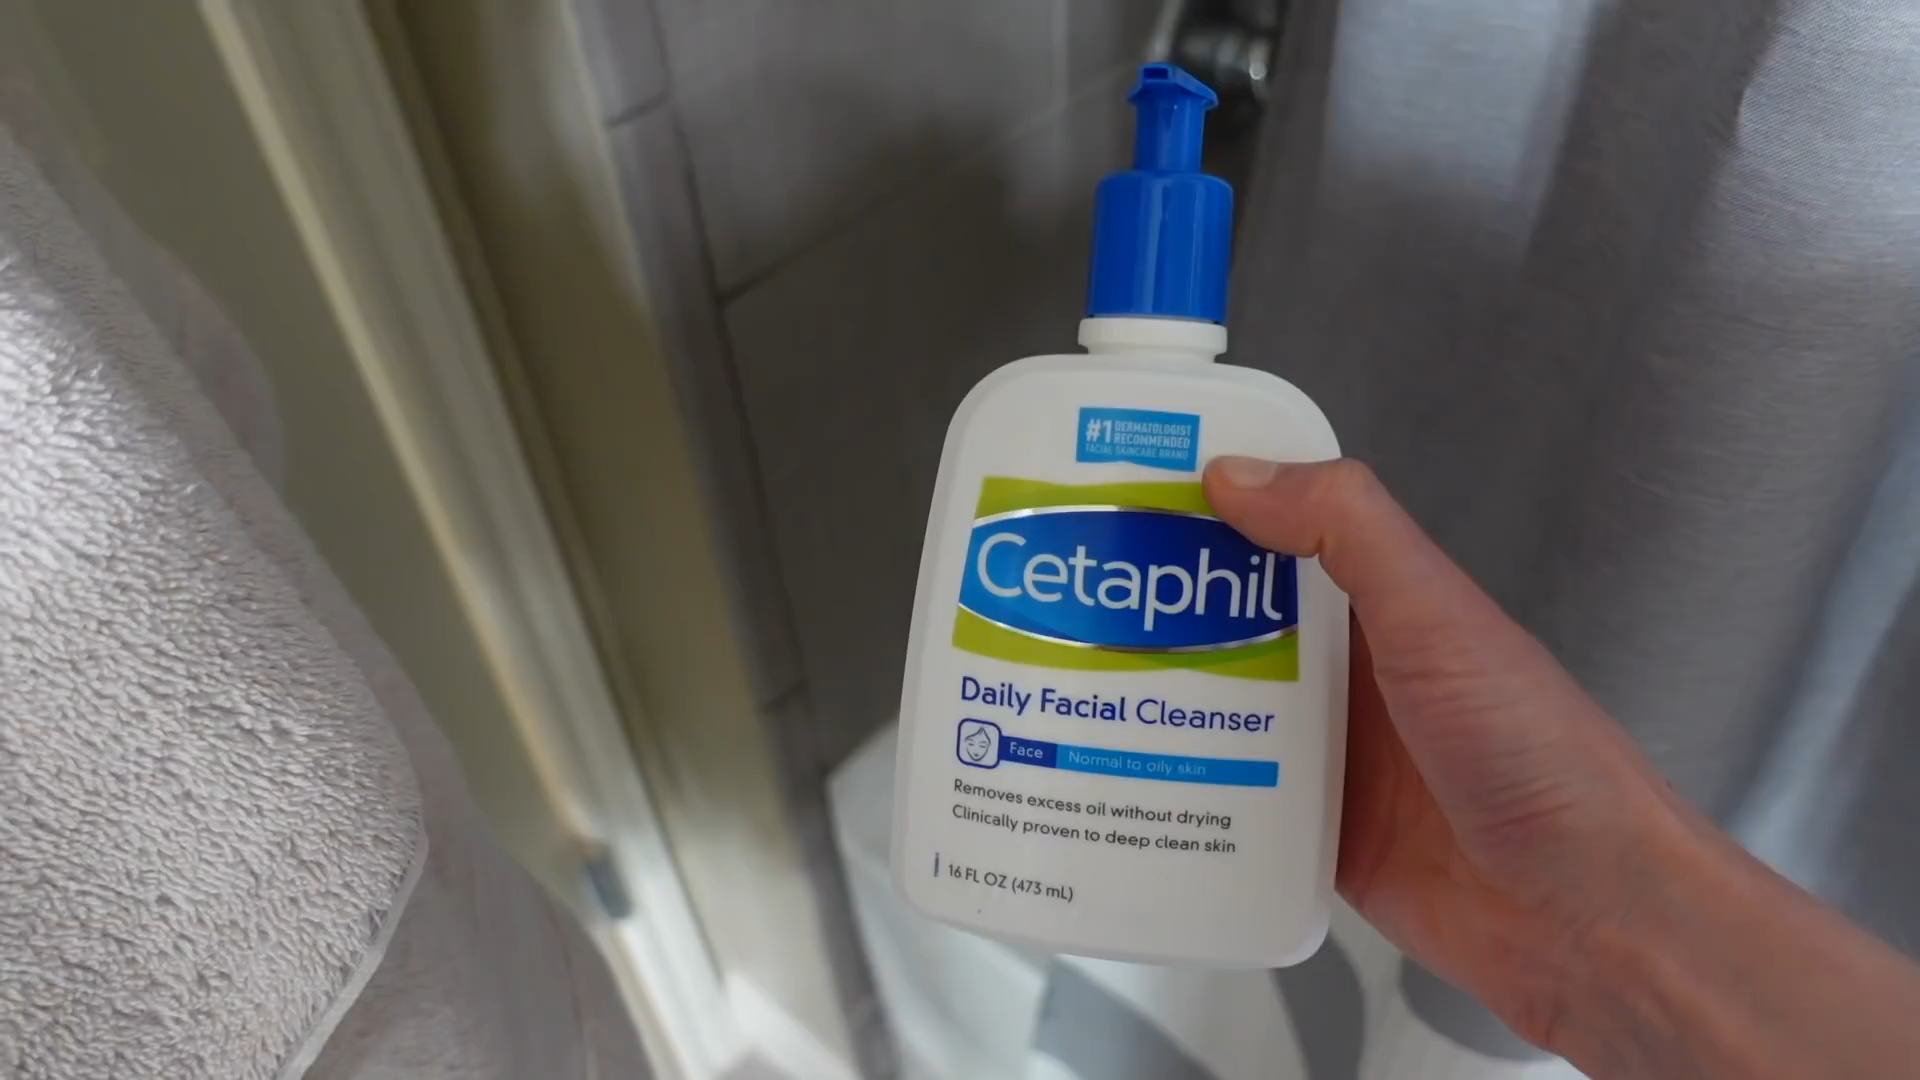 #1 DERMATOLOGIST
RECOMMENDED
FACIAL SKINCARE BRAND
Cetaphil
Daily Facial Cleanser
Face Normal to oily skin
Removes excess oil without drying
Clinically proven to deep clean skin
16 FL OZ (473 mL)